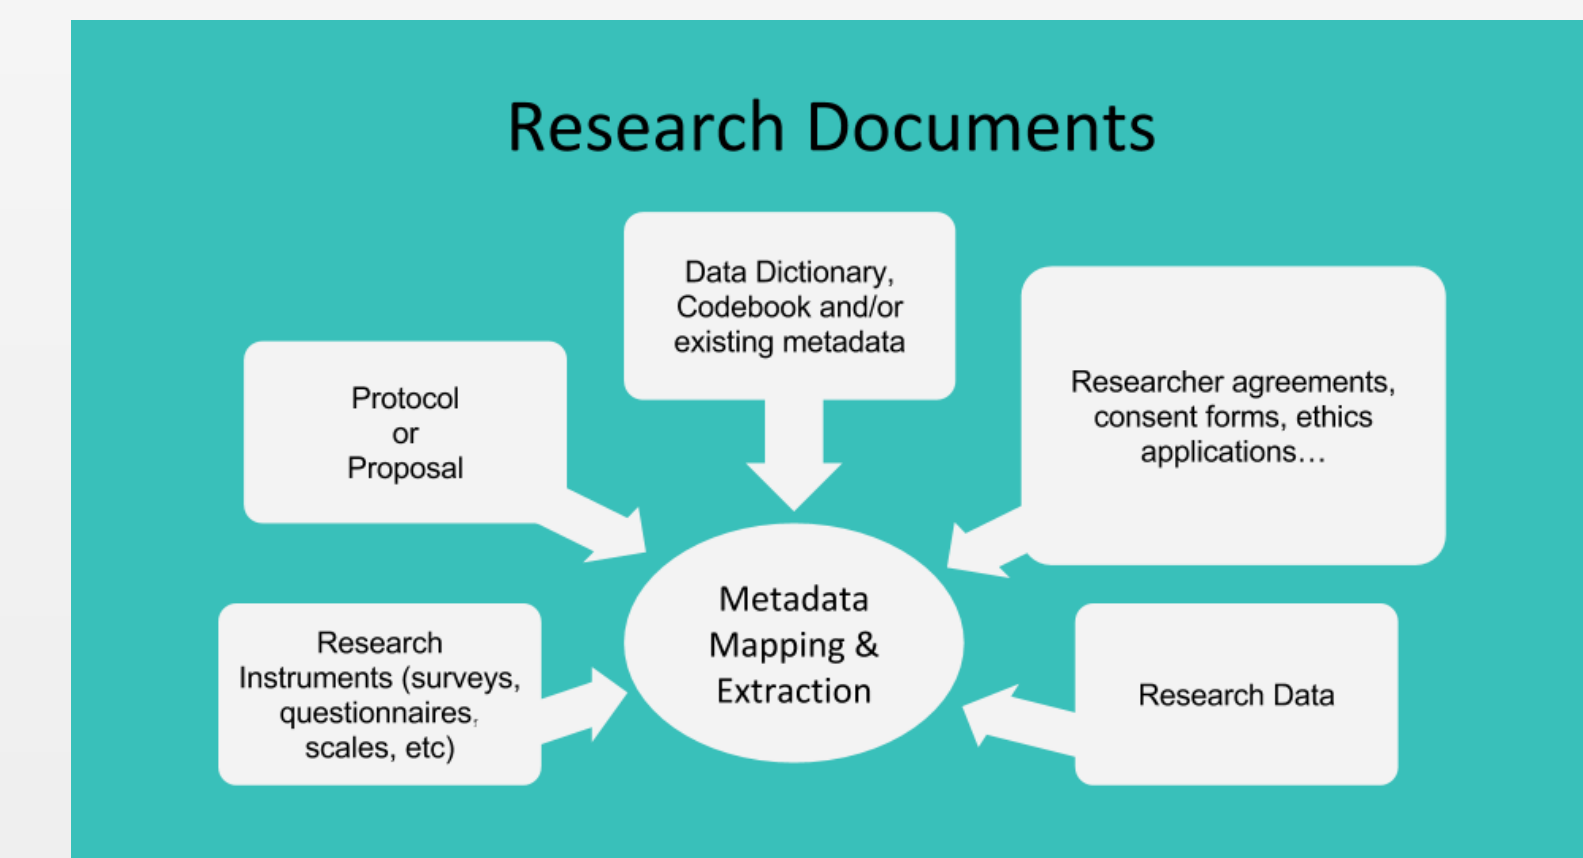 Research Documents
Data Dictionary,
Codebook and/or
existing metadata
Protocol
or
Proposal
Researcher agreements,
consent forms, ethics
applications…
Metadata
Mapping &
Extraction
Research
Instruments (surveys,
questionnaires,
scales, etc)
Research Data